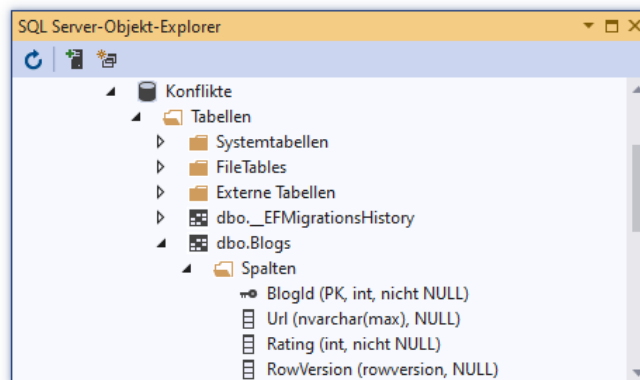 SQL Server-Objekt-Explorer
Konflikte
Tabellen
Systemtabellen
FileTables
Externe Tabellen
dbo.__EFMigrationsHistory
dbo.Blogs
Spalten
BlogId (PK, int, nicht NULL)
Url (nvarchar(max), NULL)
Rating (int, nicht NULL)
RowVersion (rowversion, NULL)